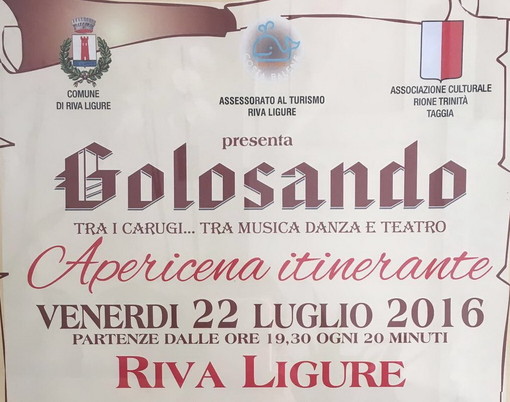 COMUNE
DI RIVA LIGURE
ASSESSORATO AL TURISMO
RIVA LIGURE
ASSOCIAZIONE CULTURALE
RIONE TRINITÀ
TAGGIA
presenta
Golosando
TRA I CARUGI... TRA MUSICA DANZA E TEATRO
Apericena itinerante
VENERDI 22 LUGLIO 2016
PARTENZE DALLE ORE 19,30 OGNI 20 MINUTI
RIVA LIGURE